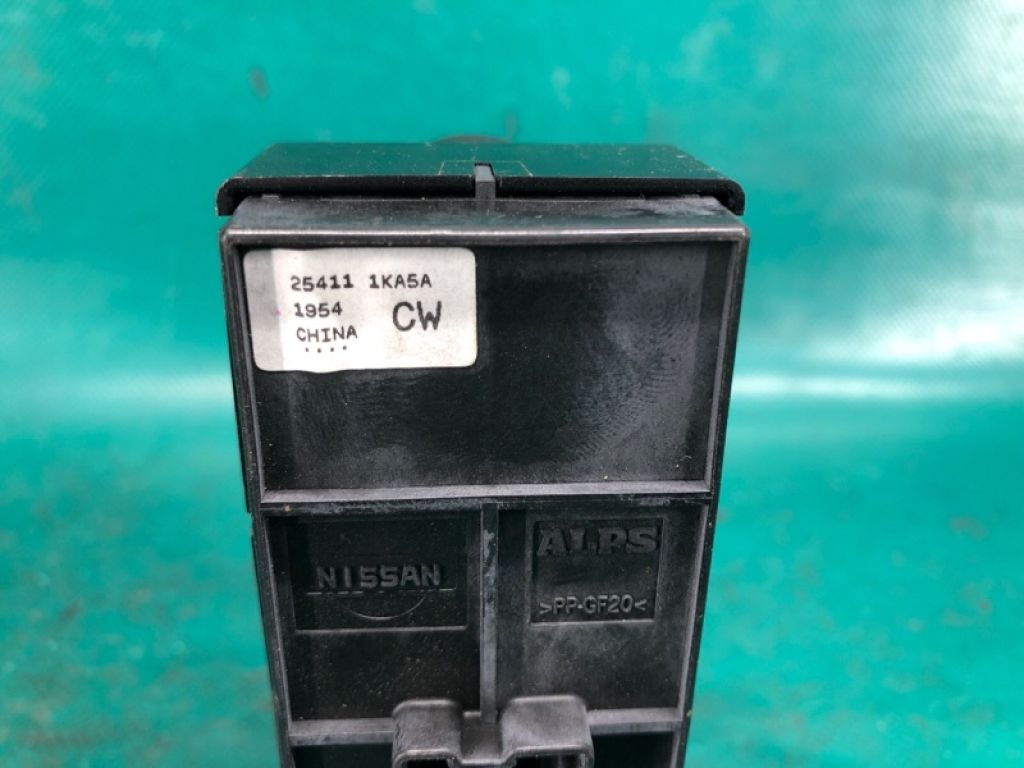 25411 1KA5A
1954
CW
CHINA
NISSAN
ALPS
>PP-GF20<